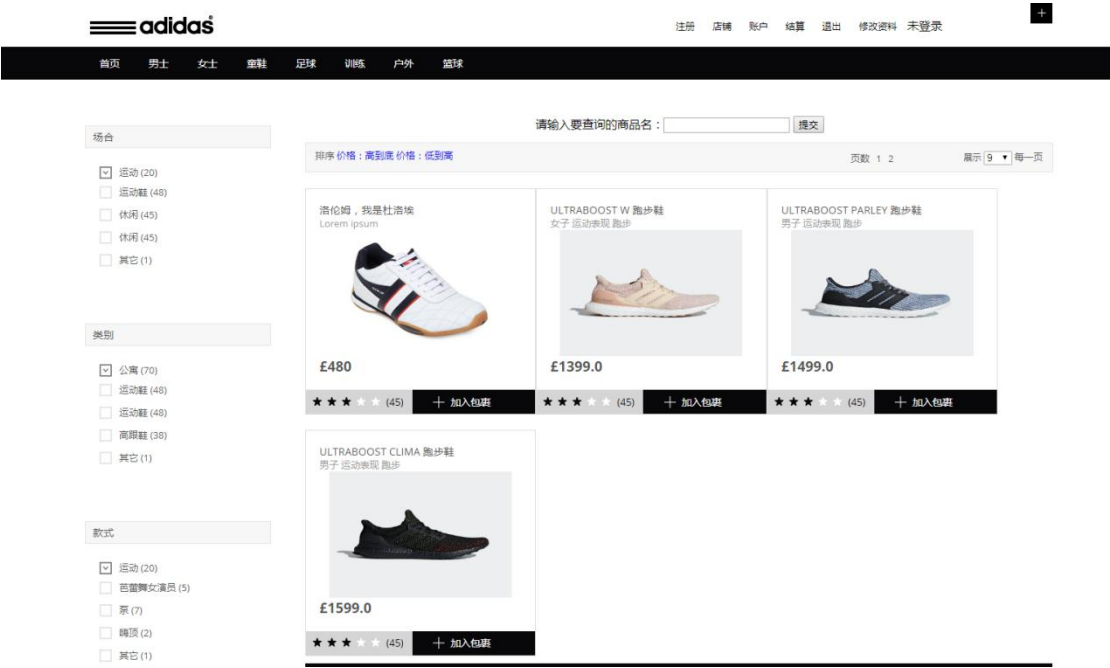 adidas
注册 店铺 账户 结算 退出 修改资料 未登录
+
首页 男士 女士 童鞋 足球 训练 户外 篮球
请输入要查询的商品名： 提交
排序 价格：高到底 价格：低到高 页数 1 2 展示 9 每一页
场合
运动 (20)
运动鞋 (48)
休闲 (45)
休闲 (45)
其它 (1)
类别
公寓 (70)
运动鞋 (48)
运动鞋 (48)
高跟鞋 (38)
其它 (1)
款式
运动 (20)
芭蕾舞女演员 (5)
泵 (7)
嗨顶 (2)
其它 (1)
洛伦姆，我是杜洛埃
Lorem ipsum
£480
(45) 加入包裹
ULTRABOOST W 跑步鞋
女子 运动表现 跑步
£1399.0
(45) 加入包裹
ULTRABOOST PARLEY 跑步鞋
男子 运动表现 跑步
£1499.0
(45) 加入包裹
ULTRABOOST CLIMA 跑步鞋
男子 运动表现 跑步
£1599.0
(45) 加入包裹